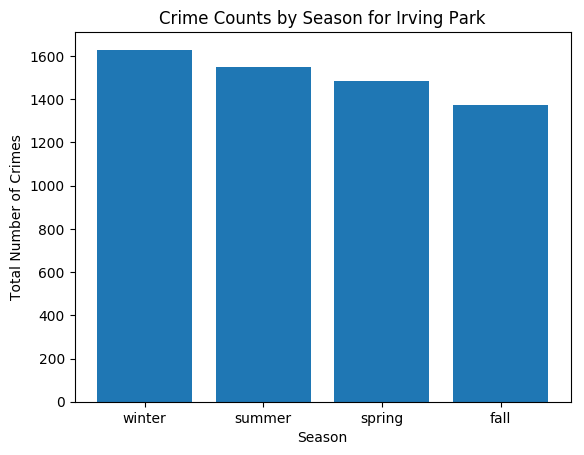 Crime Counts by Season for Irving Park
Total Number of Crimes
1600
1400
1200
1000
800
600
400
200
0
winter summer spring fall
Season